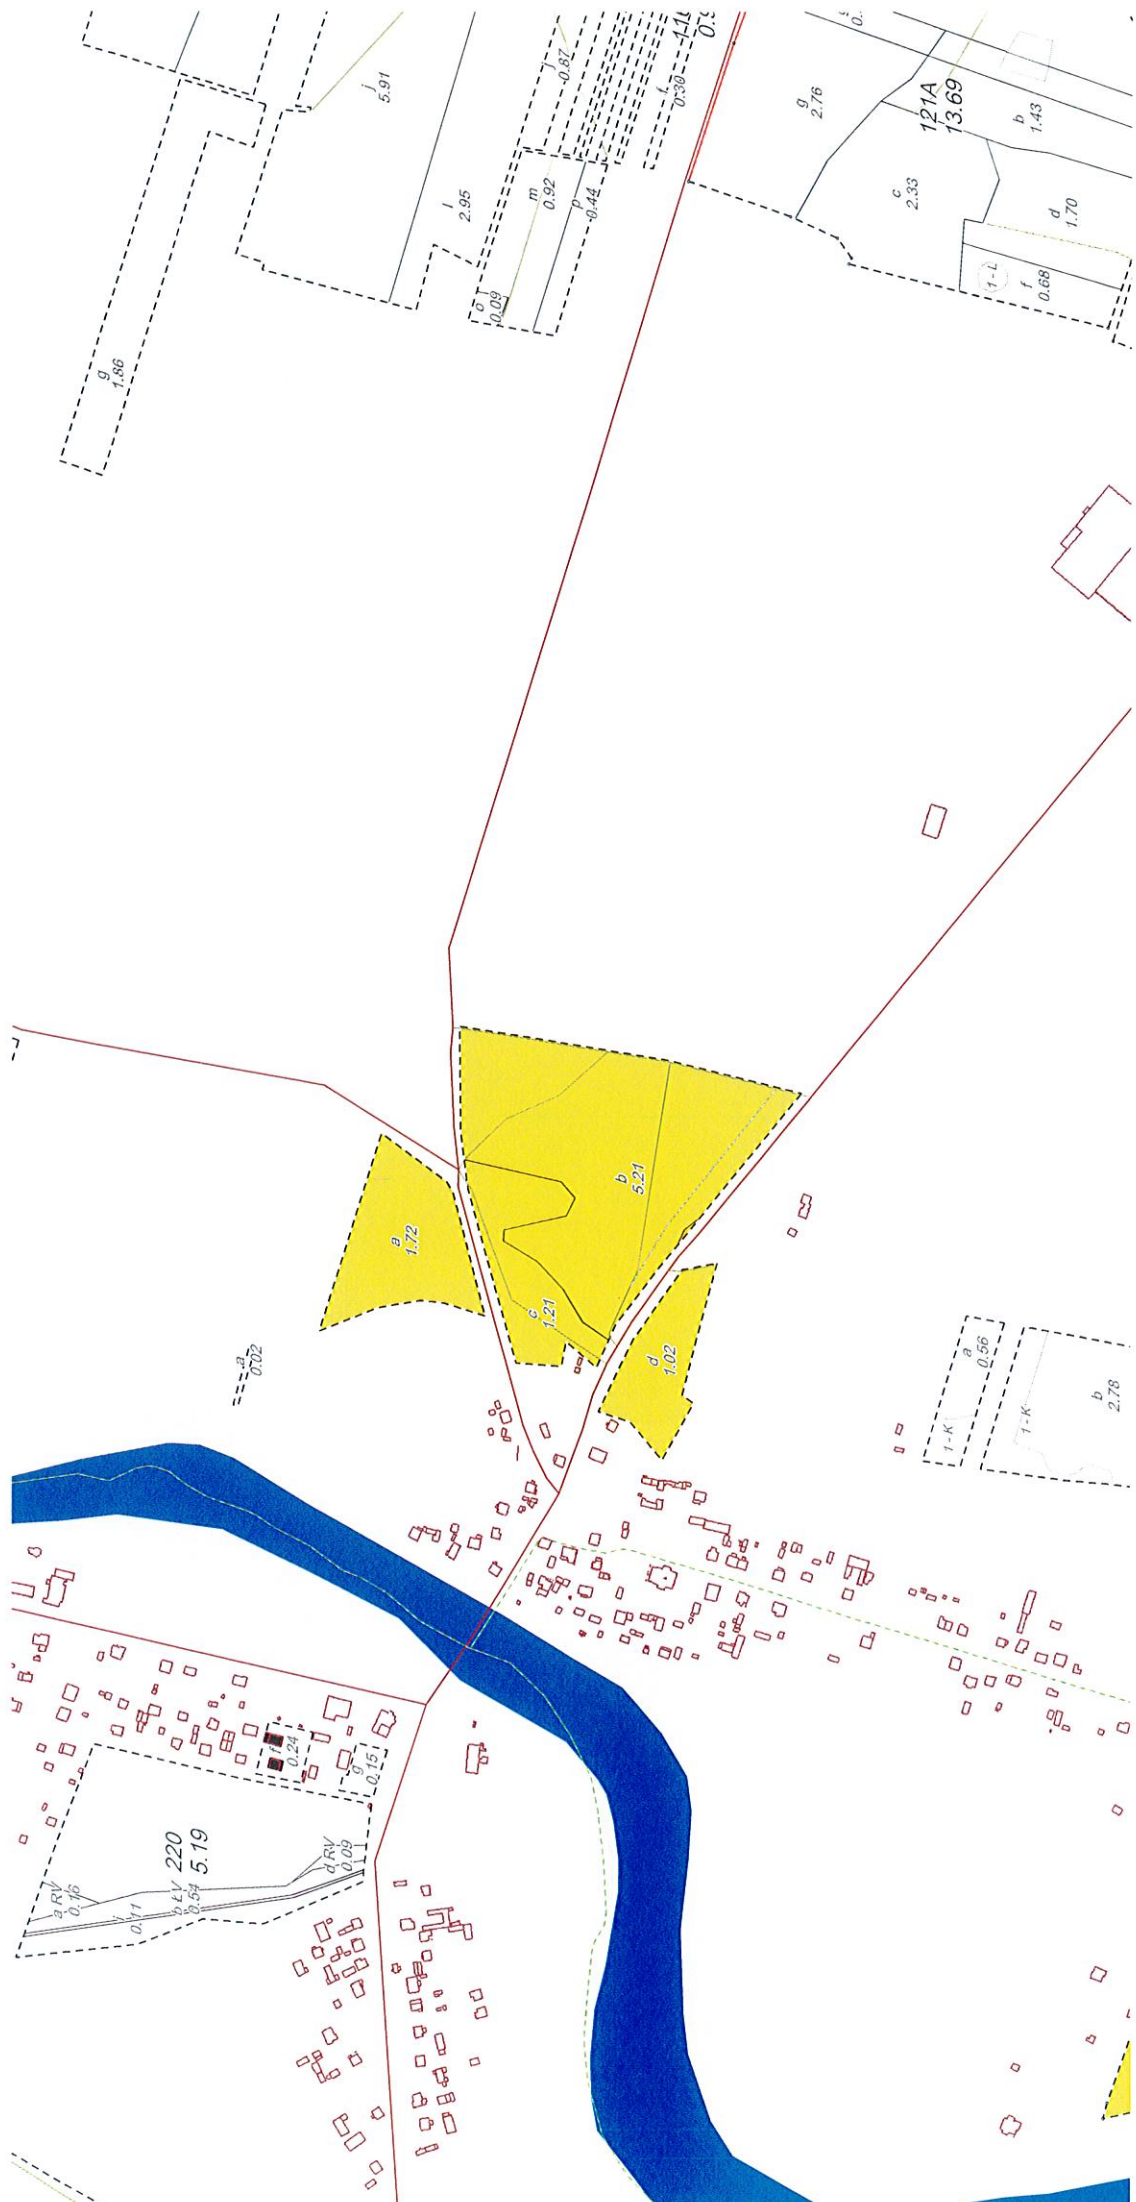 j
5.91
g
1.86
l
2.95
j
0.87
m
0.92
p
0.44
o
0.09
f
0.30
g
2.76
121A
13.69
b
1.43
c
2.33
d
1.70
1-L
f
0.68
a
1.72
b
5.21
c
1.21
d
1.02
a
0.02
a
0.56
1-K
1-K
b
2.78
f
0.24
g
0.15
220
5.19
a RV
0.16
i
0.11
b ŁV
0.54
d RV
0.09